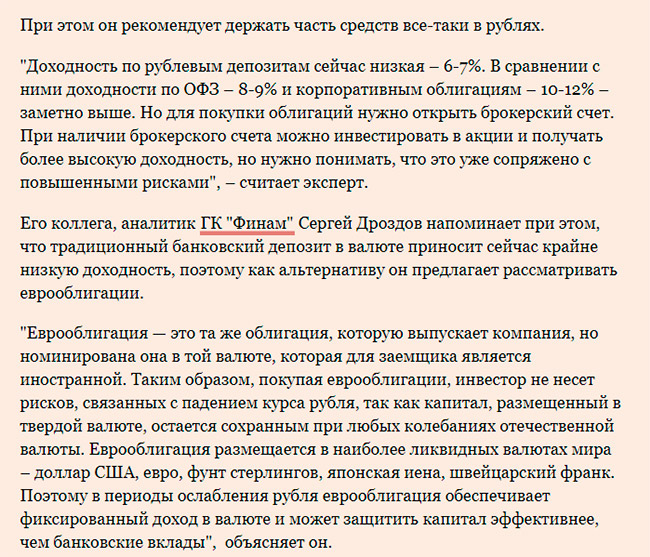 При этом он рекомендует держать часть средств все-таки в рублях.
"Доходность по рублевым депозитам сейчас низкая – 6-7%. В сравнении с
ними доходности по ОФЗ – 8-9% и корпоративным облигациям – 10-12% –
заметно выше. Но для покупки облигаций нужно открыть брокерский счет.
При наличии брокерского счета можно инвестировать в акции и получать
более высокую доходность, но нужно понимать, что это уже сопряжено с
повышенными рисками", – считает эксперт.
Его коллега, аналитик ГК "Финам" Сергей Дроздов напоминает при этом,
что традиционный банковский депозит в валюте приносит сейчас крайне
низкую доходность, поэтому как альтернативу он предлагает рассматривать
еврооблигации.
"Еврооблигация — это та же облигация, которую выпускает компания, но
номинирована она в той валюте, которая для заемщика является
иностранной. Таким образом, покупая еврооблигации, инвестор не несет
рисков, связанных с падением курса рубля, так как капитал, размещенный в
твердой валюте, остается сохранным при любых колебаниях отечественной
валюты. Еврооблигация размещается в наиболее ликвидных валютах мира
– доллар США, евро, фунт стерлингов, японская иена, швейцарский франк.
Поэтому в периоды ослабления рубля еврооблигация обеспечивает
фиксированный доход в валюте и может защитить капитал эффективнее,
чем банковские вклады", объясняет он.